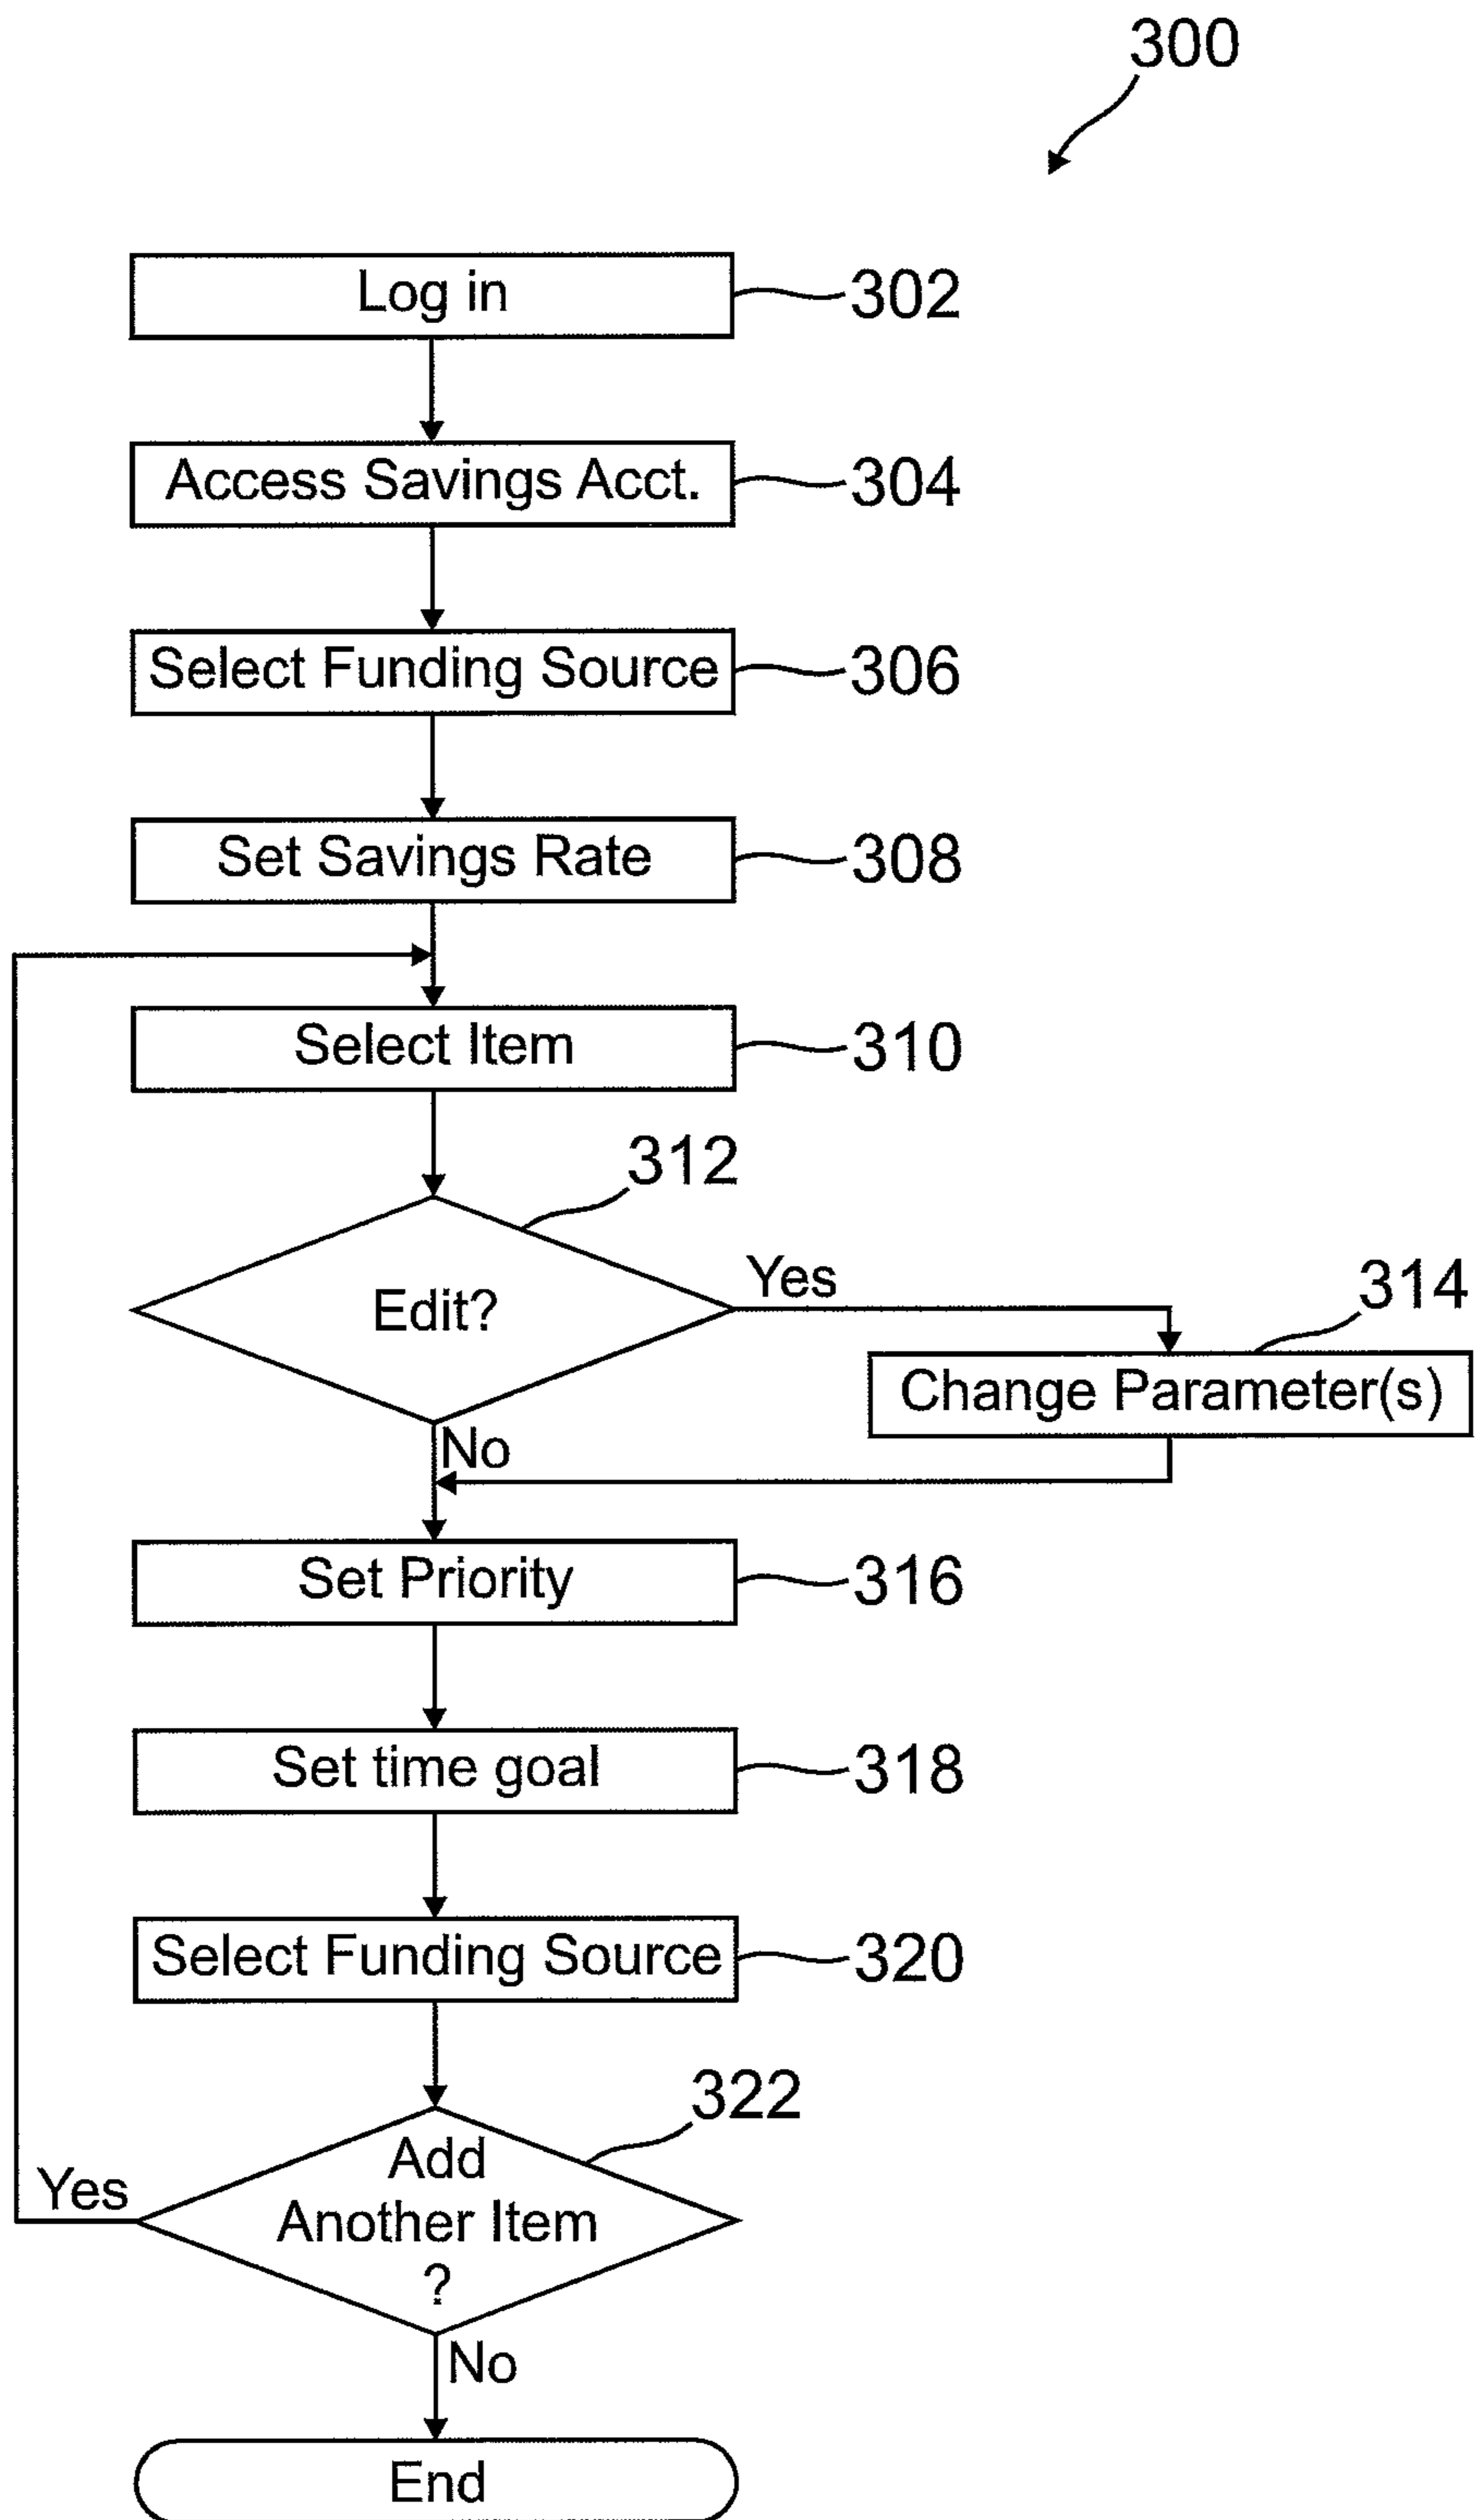 300
Log in
302
Access Savings Acct.
304
Select Funding Source
306
Set Savings Rate
308
Select Item
310
312
Edit?
Yes
314
Change Parameter(s)
No
Set Priority
316
Set time goal
318
Select Funding Source
320
322
Add
Another Item
?
Yes
No
End